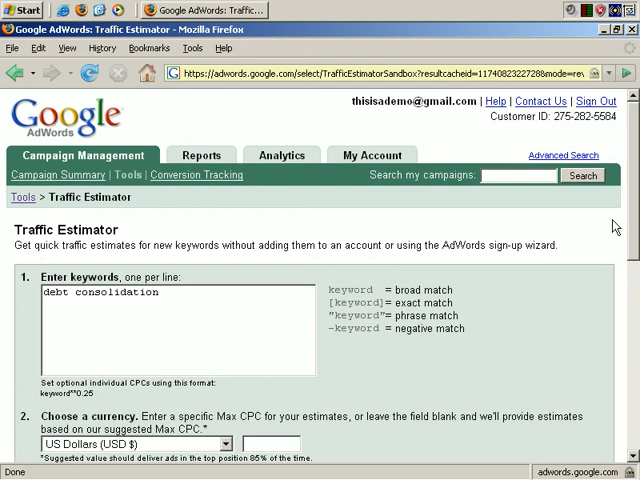 Start
Google AdWords: Traffic...
Google AdWords: Traffic Estimator - Mozilla Firefox
File Edit View History Bookmarks Tools Help
https://adwords.google.com/select/TrafficEstimatorSandbox?resultcacheid=11740823227228&mode=rev
Google
AdWords
thisisademo@gmail.com | Help | Contact Us | Sign Out
Customer ID: 275-282-5584
Campaign Management Reports Analytics My Account Advanced Search
Campaign Summary | Tools | Conversion Tracking Search my campaigns: Search
Tools > Traffic Estimator
Traffic Estimator
Get quick traffic estimates for new keywords without adding them to an account or using the AdWords sign-up wizard.
1. Enter keywords, one per line:
debt consolidation
keyword = broad match
[keyword]= exact match
"keyword"= phrase match
-keyword = negative match
Set optional individual CPCs using this format:
keyword**0.25
2. Choose a currency. Enter a specific Max CPC for your estimates, or leave the field blank and we'll provide estimates
based on our suggested Max CPC.*
US Dollars (USD $)
*Suggested value should deliver ads in the top position 85% of the time.
Done adwords.google.com